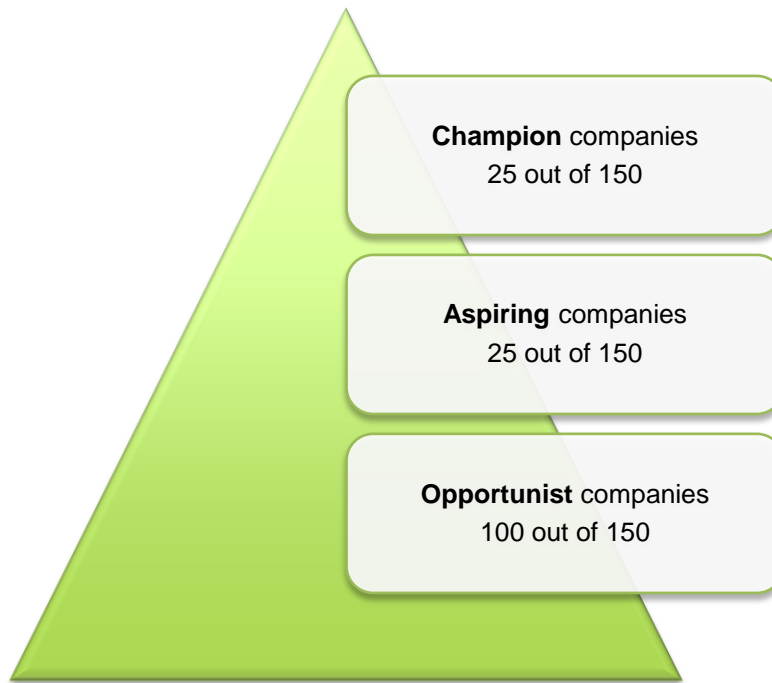 Champion companies
25 out of 150
Aspiring companies
25 out of 150
Opportunist companies
100 out of 150